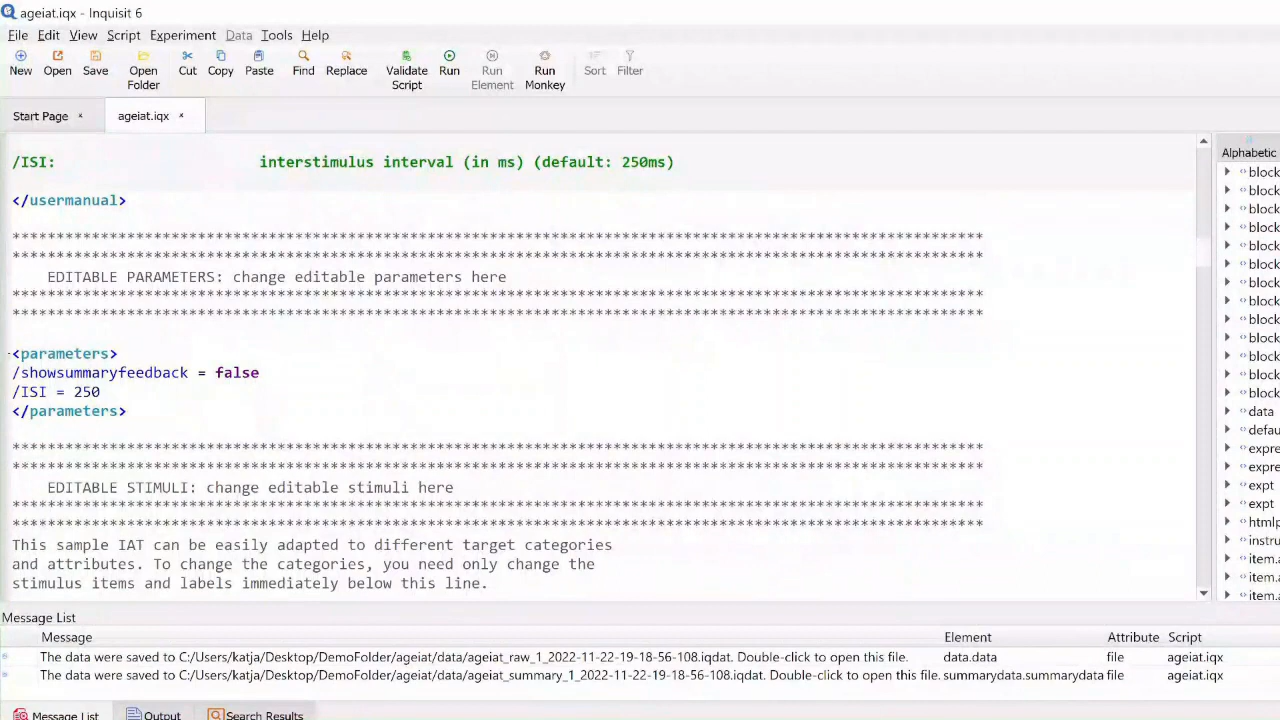 ageiat.iqx - Inquisit 6
File Edit View Script Experiment Data Tools Help
New Open Save Open Folder Cut Copy Paste Find Replace Validate Script Run Run Element Run Monkey Sort Filter
Start Page × ageiat.iqx ×
/ISI: interstimulus interval (in ms) (default: 250ms)
Alphabetic
</usermanual>
***************************************************************************************************************
***************************************************************************************************************
EDITABLE PARAMETERS: change editable parameters here
***************************************************************************************************************
***************************************************************************************************************
<parameters>
/showsummaryfeedback = false
/ISI = 250
</parameters>
***************************************************************************************************************
***************************************************************************************************************
EDITABLE STIMULI: change editable stimuli here
***************************************************************************************************************
***************************************************************************************************************
This sample IAT can be easily adapted to different target categories
and attributes. To change the categories, you need only change the
stimulus items and labels immediately below this line.
block
block
block
block
block
block
block
block
block
block
block
block
block
data
defau
expre
expre
expt
expt
htmlp
instru
item.a
item.a
item.a
Message List
Message Element Attribute Script
The data were saved to C:/Users/katja/Desktop/DemoFolder/ageiat/data/ageiat_raw_1_2022-11-22-19-18-56-108.iqdat. Double-click to open this file. data.data file ageiat.iqx
The data were saved to C:/Users/katja/Desktop/DemoFolder/ageiat/data/ageiat_summary_1_2022-11-22-19-18-56-108.iqdat. Double-click to open this file. summarydata.summarydata file ageiat.iqx
Message List Output Search Results